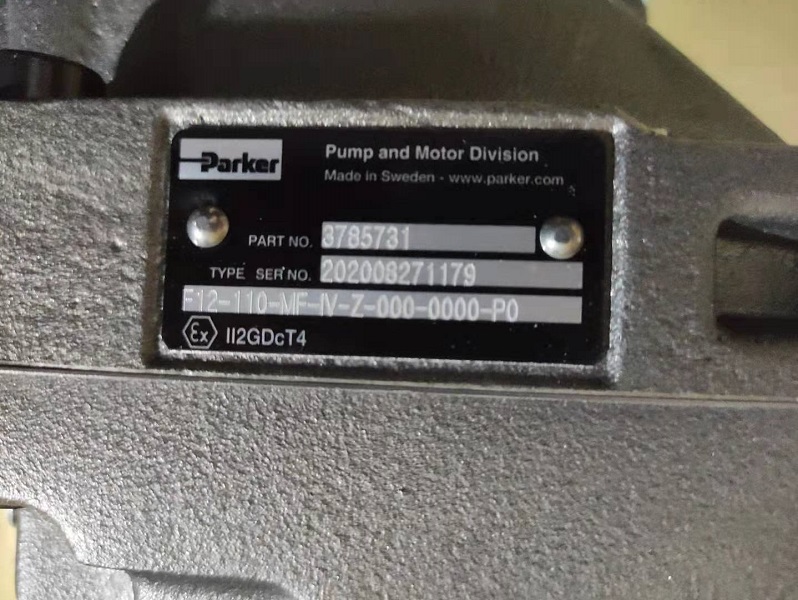 Parker
Pump and Motor Division
Made in Sweden - www.parker.com
PART NO. 3785731
TYPE SER NO. 202008271179
F12-110-MF-IV-Z-000-0000-P0
Ex II2GDcT4